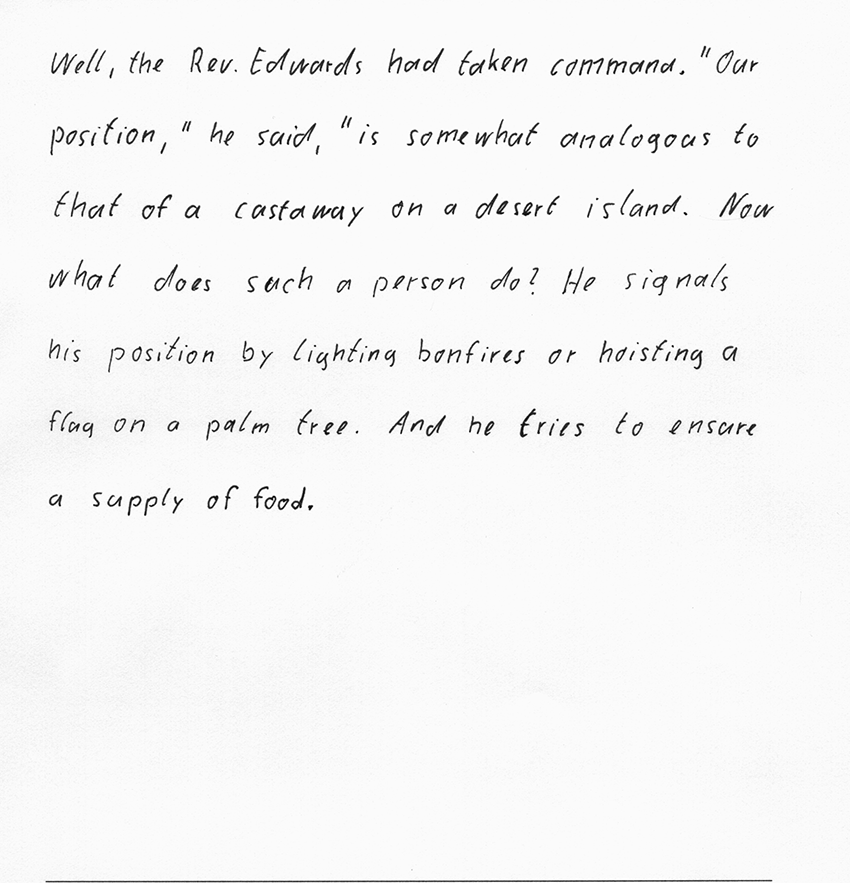 Well, the Rev. Edwards had taken command. "Our
position," he said, "is somewhat analogous to
that of a castaway on a desert island. Now
what does such a person do? He signals
his position by lighting bonfires or hoisting a
flag on a palm tree. And he tries to ensure
a supply of food.